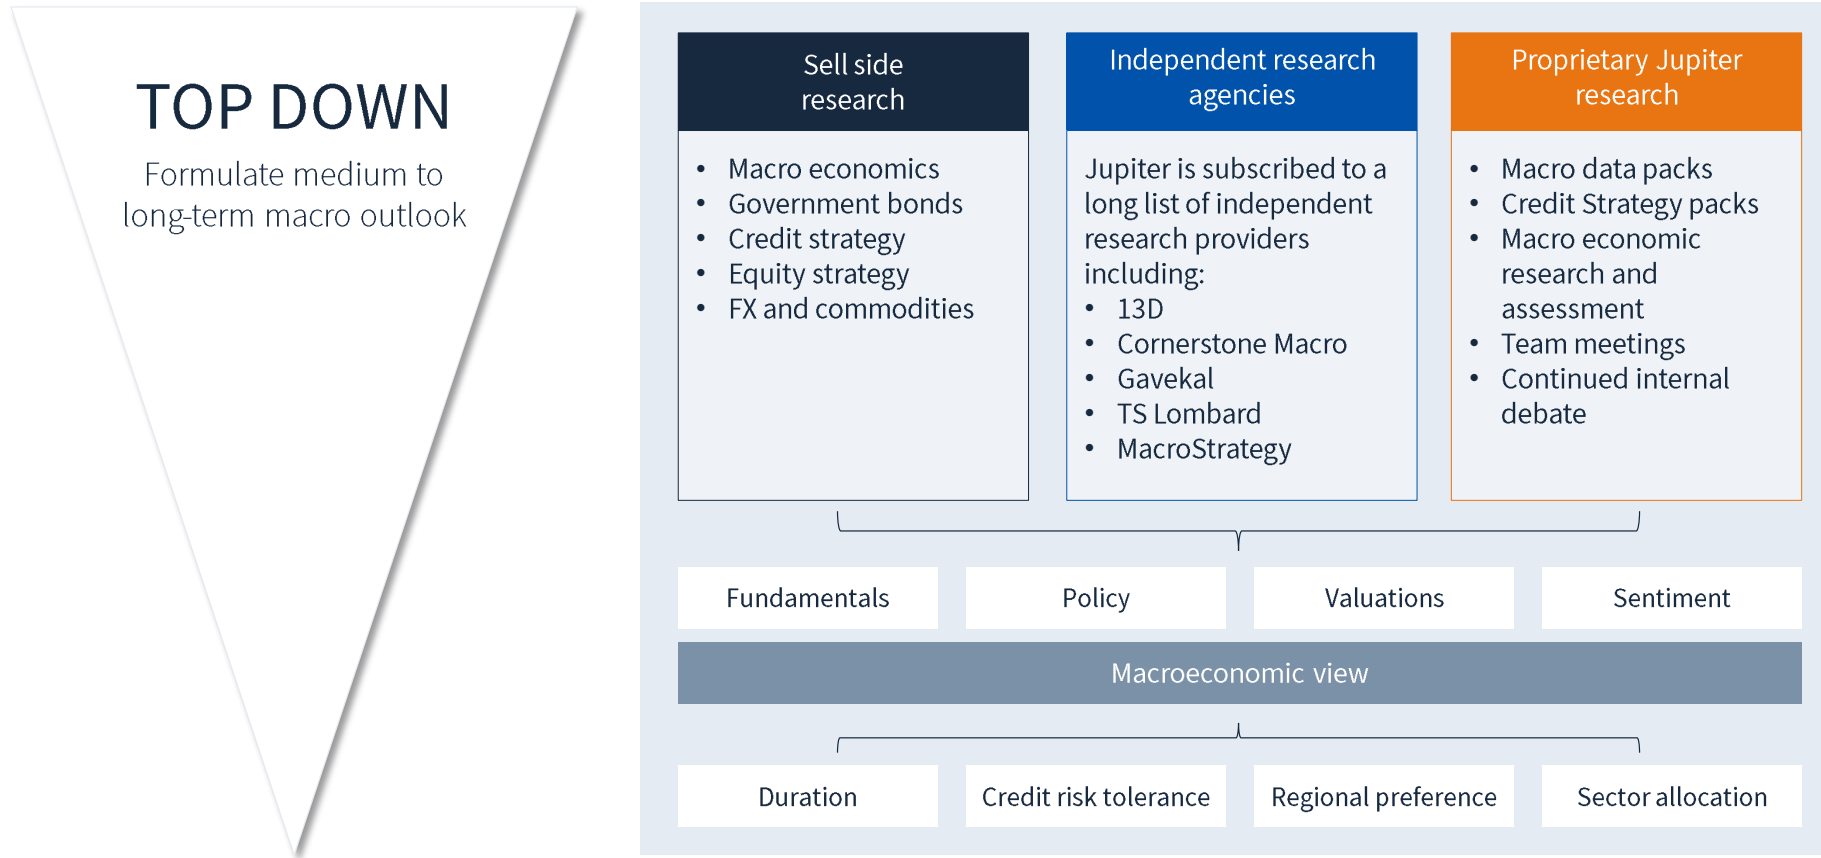 TOP DOWN
Formulate medium to
long-term macro outlook
Sell side
research
• Macro economics
• Government bonds
• Credit strategy
• Equity strategy
• FX and commodities
Independent research
agencies
Jupiter is subscribed to a
long list of independent
research providers
including:
• 13D
• Cornerstone Macro
• Gavekal
• TS Lombard
• MacroStrategy
Proprietary Jupiter
research
• Macro data packs
• Credit Strategy packs
• Macro economic
research and
assessment
• Team meetings
• Continued internal
debate
Fundamentals
Policy
Valuations
Sentiment
Macroeconomic view
Duration
Credit risk tolerance
Regional preference
Sector allocation